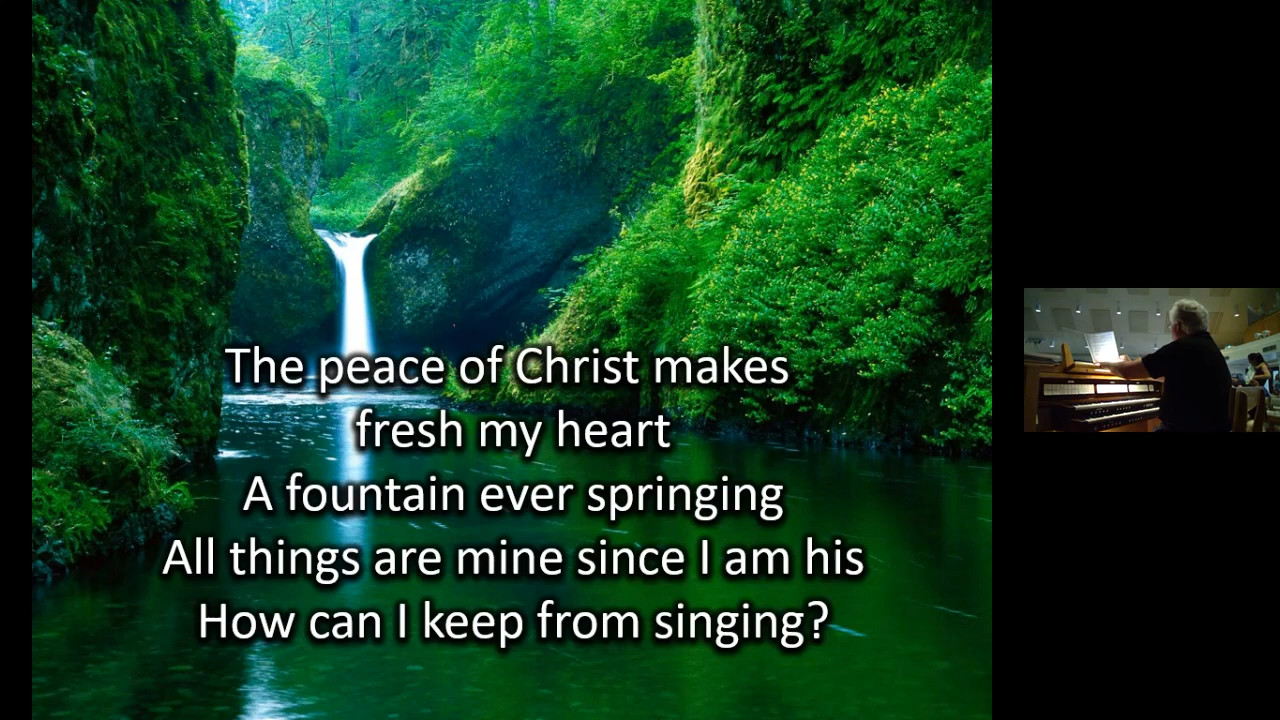 The peace of Christ makes
fresh my heart
A fountain ever springing
All things are mine since I am his
How can I keep from singing?